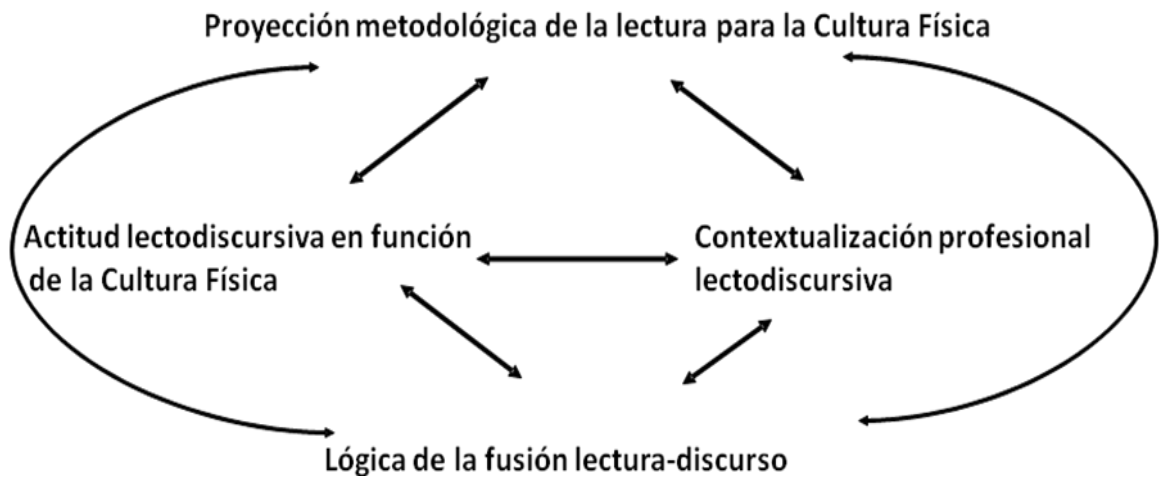 Proyección metodológica de la lectura para la Cultura Física
Actitud lectodiscursiva en función
de la Cultura Física
Contextualización profesional
lectodiscursiva
Lógica de la fusión lectura-discurso